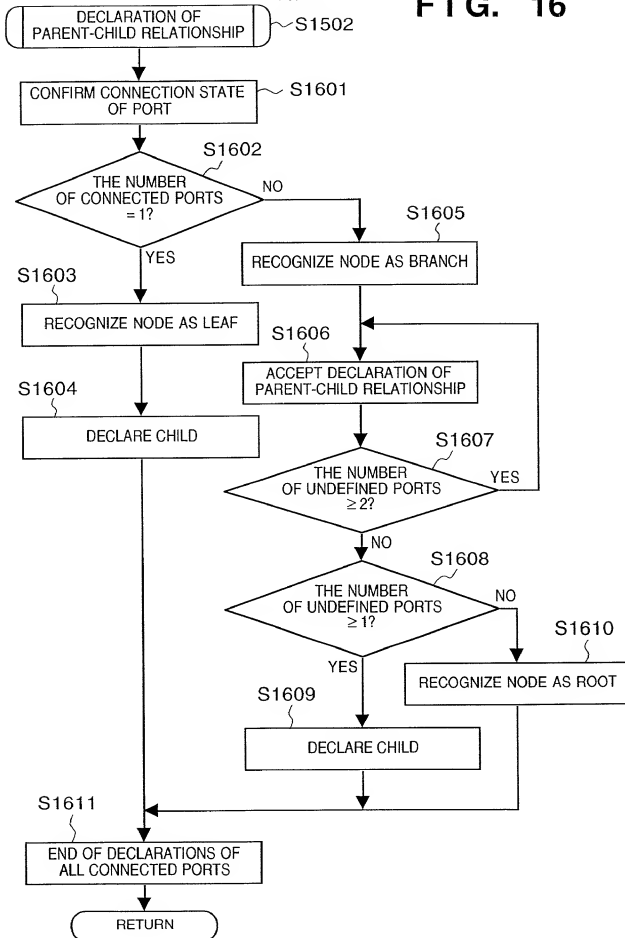 FIG. 16
DECLARATION OF
PARENT-CHILD RELATIONSHIP
S1502
CONFIRM CONNECTION STATE
OF PORT
S1601
S1602
THE NUMBER
OF CONNECTED PORTS
= 1?
NO
YES
S1605
RECOGNIZE NODE AS BRANCH
S1603
RECOGNIZE NODE AS LEAF
S1606
ACCEPT DECLARATION OF
PARENT-CHILD RELATIONSHIP
S1604
DECLARE CHILD
S1607
THE NUMBER
OF UNDEFINED PORTS
≥ 2?
YES
NO
S1608
THE NUMBER
OF UNDEFINED PORTS
≥ 1?
NO
YES
S1610
RECOGNIZE NODE AS ROOT
S1609
DECLARE CHILD
S1611
END OF DECLARATIONS OF
ALL CONNECTED PORTS
RETURN